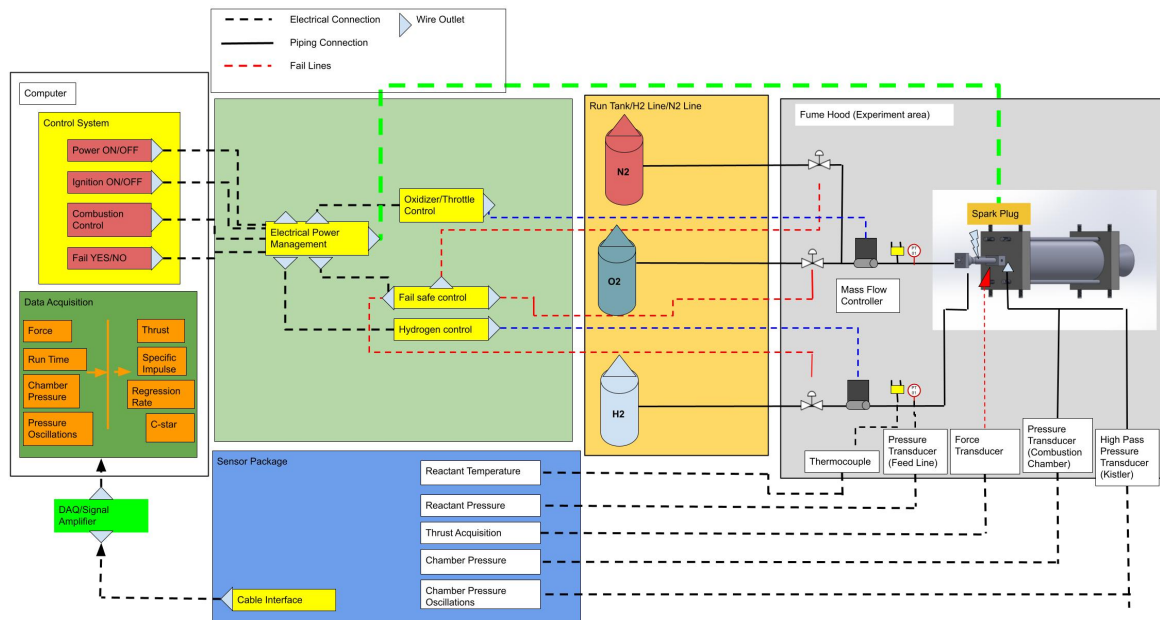 Electrical Connection
Wire Outlet
Piping Connection
Fail Lines
Computer
Control System
Power ON/OFF
Ignition ON/OFF
Combustion
Control
Fail YES/NO
Data Acquisition
Force
Run Time
Chamber
Pressure
Pressure
Oscillations
Thrust
Specific
Impulse
Regression
Rate
C-star
DAQ/Signal
Amplifier
Electrical Power
Management
Oxidizer/Throttle
Control
Fail safe control
Hydrogen control
Run Tank/H2 Line/N2 Line
N2
O2
H2
Fume Hood (Experiment area)
Spark Plug
Mass Flow
Controller
PT
01
PT
01
Thermocouple
Pressure
Transducer
(Feed Line)
Force
Transducer
Pressure
Transducer
(Combustion
Chamber)
High Pass
Pressure
Transducer
(Kistler)
Sensor Package
Reactant Temperature
Reactant Pressure
Thrust Acquisition
Chamber Pressure
Chamber Pressure
Oscillations
Cable Interface